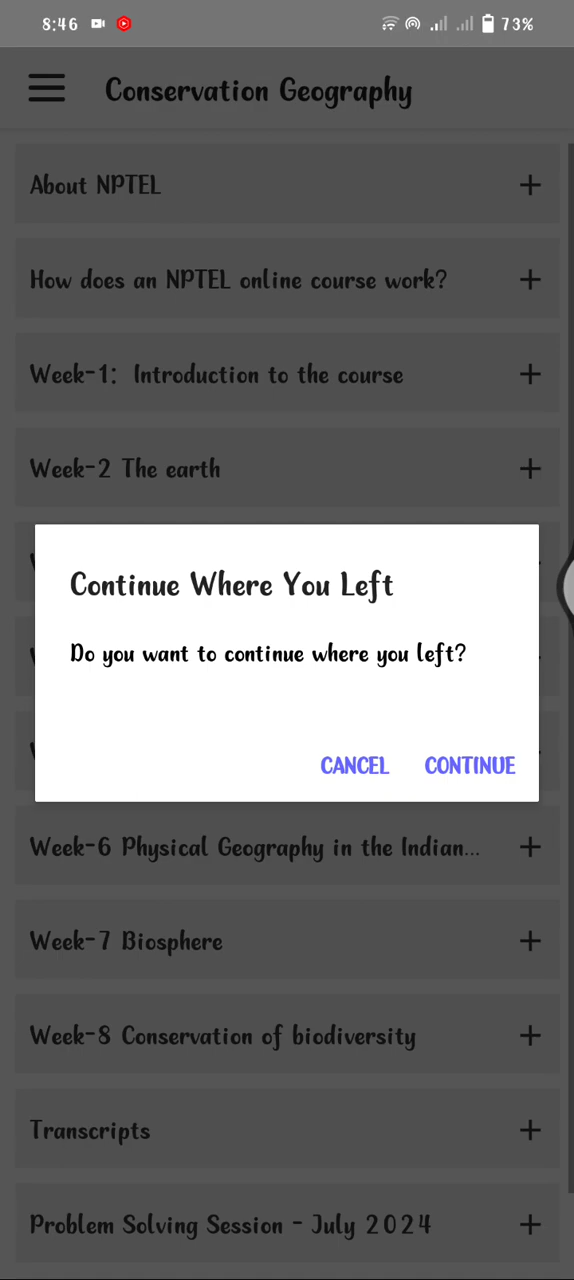 8:46
73%
Conservation Geography
About NPTEL
How does an NPTEL online course work?
Week-1: Introduction to the course
Week-2 The earth
Continue Where You Left
Do you want to continue where you left?
CANCEL CONTINUE
Week-6 Physical Geography in the Indian...
Week-7 Biosphere
Week-8 Conservation of biodiversity
Transcripts
Problem Solving Session - July 2024